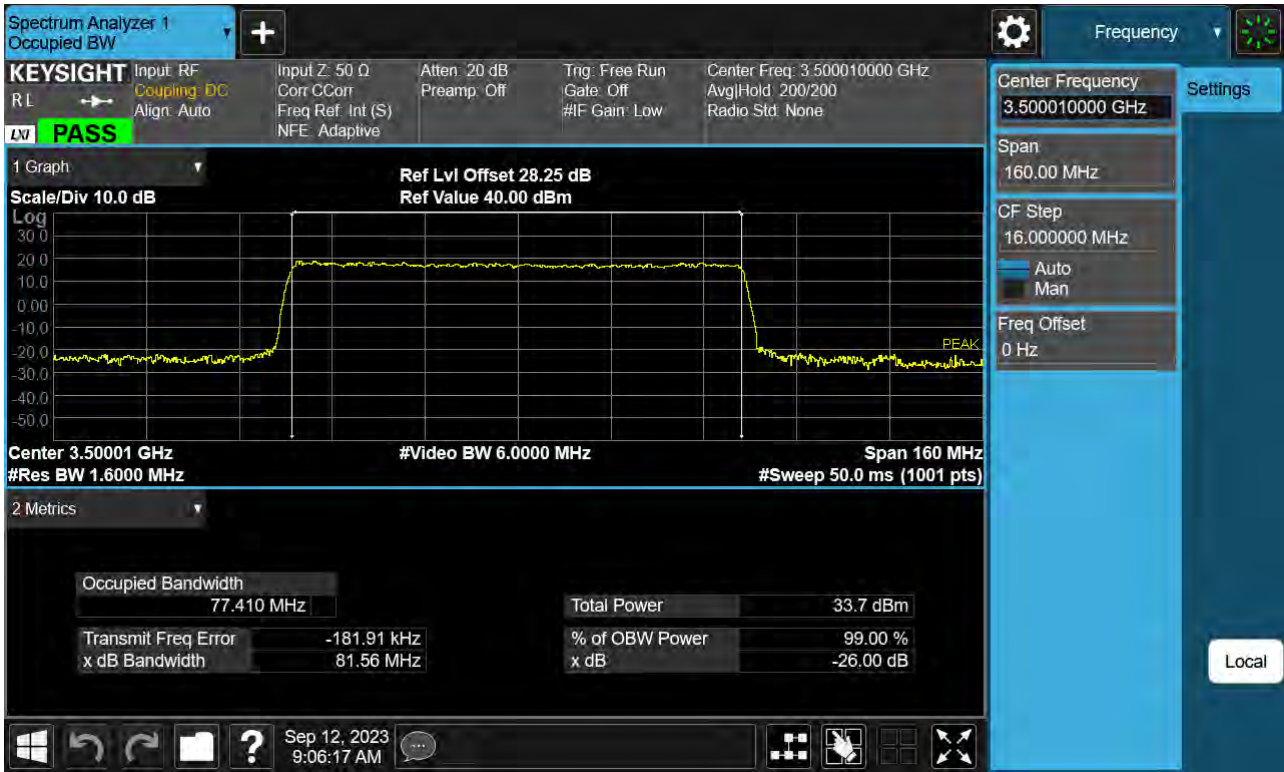 Spectrum Analyzer 1
Occupied BW
+
Frequency
KEYSIGHT
RL
LXI PASS
Input: RF
Coupling: DC
Align: Auto
Input Z: 50 Ω
Corr CCorr
Freq Ref: Int (S)
NFE: Adaptive
Atten: 20 dB
Preamp: Off
Trig: Free Run
Gate: Off
#IF Gain: Low
Center Freq: 3.500010000 GHz
Avg|Hold: 200/200
Radio Std: None
Center Frequency
3.500010000 GHz
Settings
Span
160.00 MHz
CF Step
16.000000 MHz
Auto
Man
Freq Offset
0 Hz
Local
1 Graph
Scale/Div 10.0 dB
Ref Lvl Offset 28.25 dB
Ref Value 40.00 dBm
Log
30.0
20.0
10.0
0.00
-10.0
-20.0
-30.0
-40.0
-50.0
PEAK
Center 3.50001 GHz
#Video BW 6.0000 MHz
Span 160 MHz
#Res BW 1.6000 MHz
#Sweep 50.0 ms (1001 pts)
2 Metrics
Occupied Bandwidth
77.410 MHz
Total Power 33.7 dBm
Transmit Freq Error -181.91 kHz
% of OBW Power 99.00 %
x dB Bandwidth 81.56 MHz
x dB -26.00 dB
?
Sep 12, 2023
9:06:17 AM